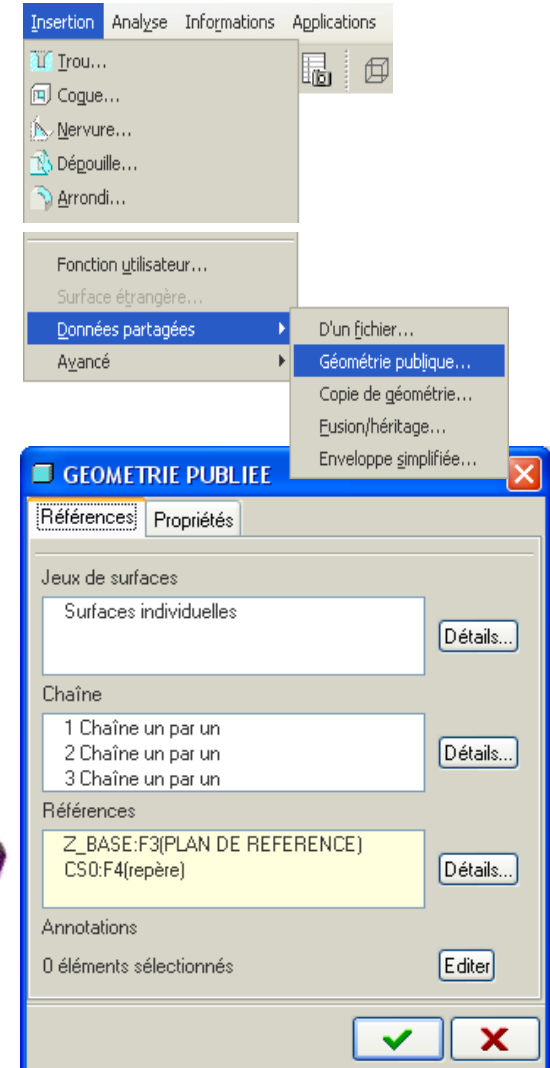 Insertion Analyse Informations Applications
Trou...
Coque...
Nervure...
Dépouille...
Arrondi...
Fonction utilisateur...
Surface étrangère...
Données partagées
Avancé
D'un fichier...
Géométrie publique...
Copie de géométrie...
Fusion/héritage...
Enveloppe simplifiée...
GEOMETRIE PUBLIEE
Références Propriétés
Jeux de surfaces
Surfaces individuelles
Détails...
Chaîne
1 Chaîne un par un
2 Chaîne un par un
3 Chaîne un par un
Détails...
Références
Z_BASE:F3(PLAN DE REFERENCE)
CS0:F4(repère)
Détails...
Annotations
0 éléments sélectionnés
Editer